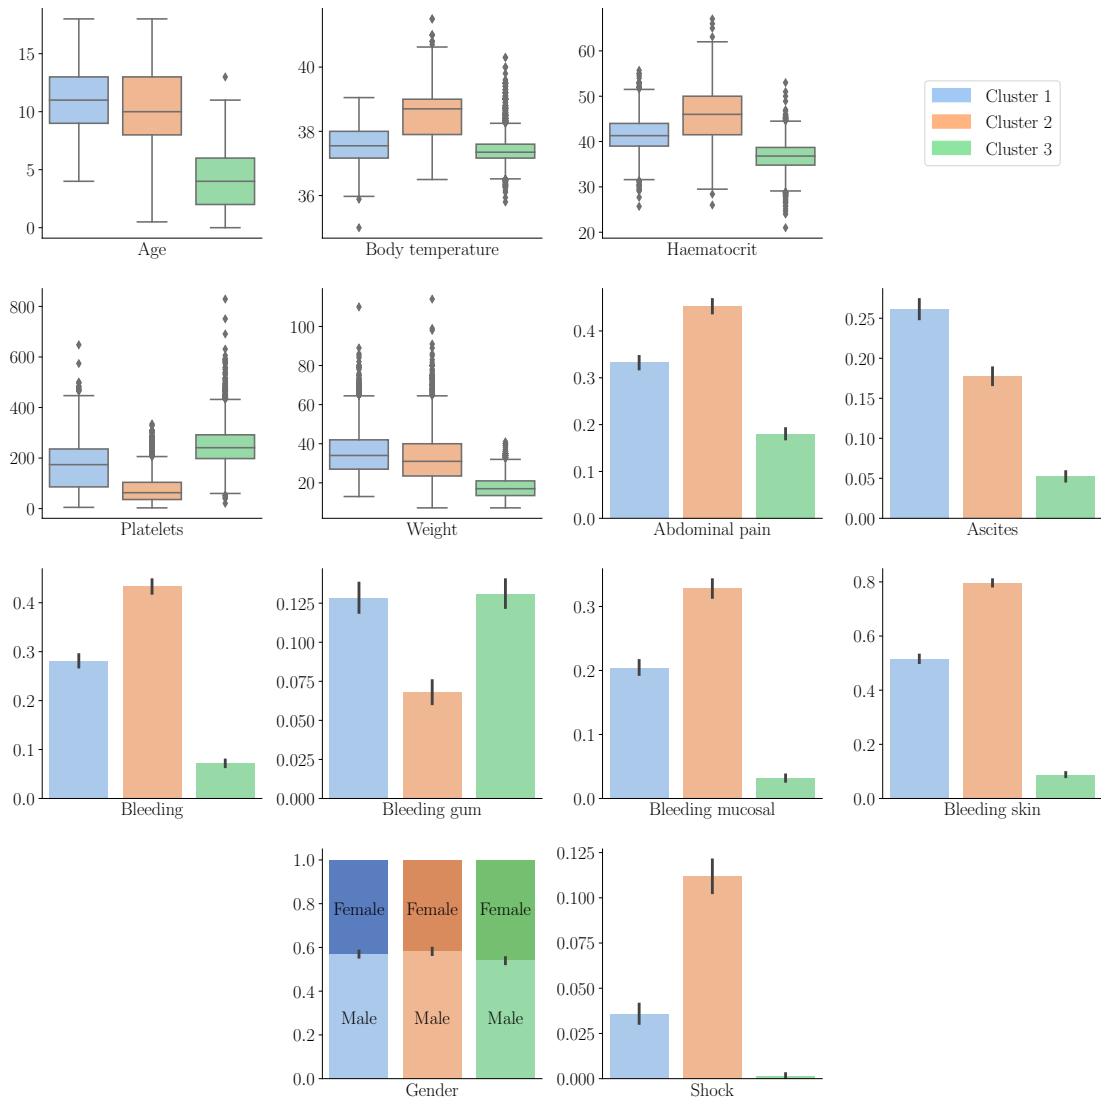 15
10
5
0
Age
40
38
36
Body temperature
60
50
40
30
20
Haematocrit
Cluster 1
Cluster 2
Cluster 3
800
600
400
200
0
Platelets
100
80
60
40
20
Weight
0.4
0.3
0.2
0.1
0.0
Abdominal pain
0.25
0.20
0.15
0.10
0.05
0.00
Ascites
0.4
0.3
0.2
0.1
0.0
Bleeding
0.125
0.100
0.075
0.050
0.025
0.000
Bleeding gum
0.3
0.2
0.1
0.0
Bleeding mucosal
0.8
0.6
0.4
0.2
0.0
Bleeding skin
1.0
0.8
0.6
0.4
0.2
0.0
Female
Female
Female
Male
Male
Male
Gender
0.125
0.100
0.075
0.050
0.025
0.000
Shock